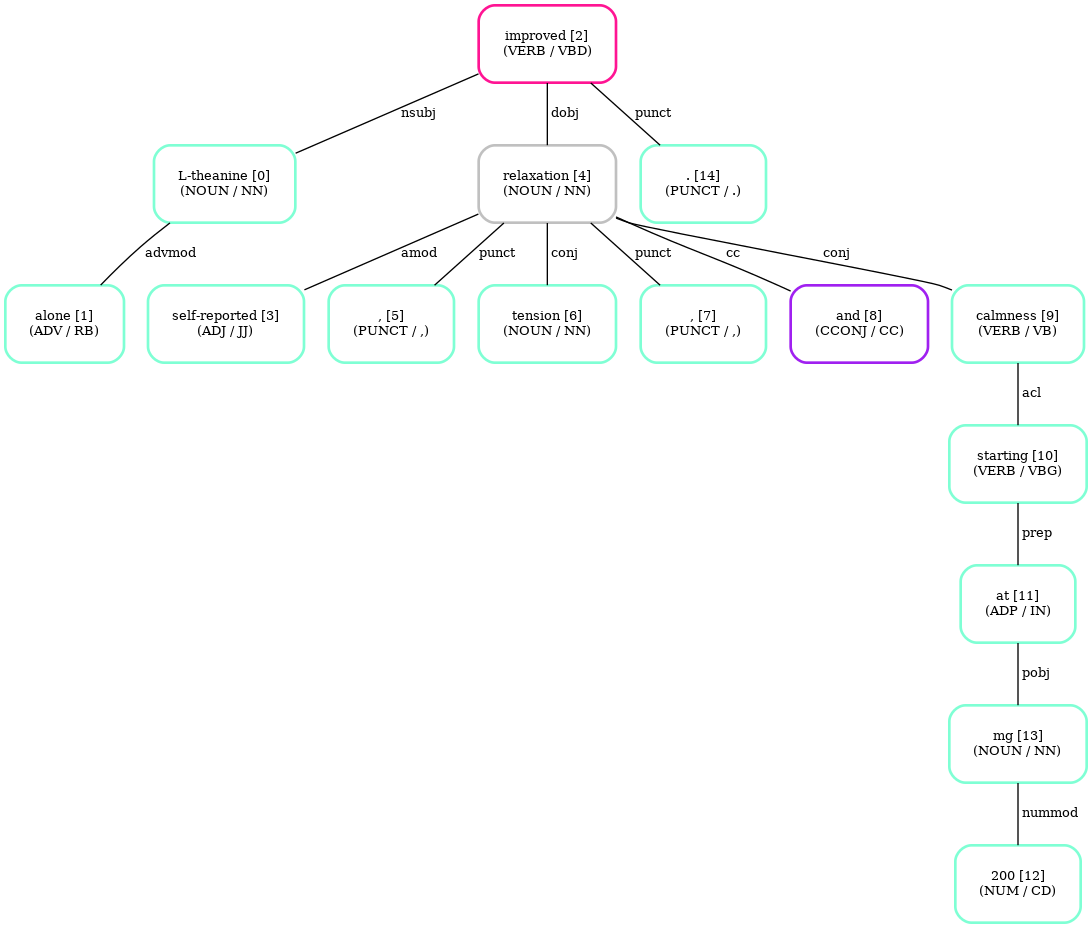 improved [2]
(VERB / VBD)
nsubj
dobj
punct
L-theanine [0]
(NOUN / NN)
relaxation [4]
(NOUN / NN)
. [14]
(PUNCT / .)
advmod
amod
punct
conj
punct
cc
conj
alone [1]
(ADV / RB)
self-reported [3]
(ADJ / JJ)
, [5]
(PUNCT / ,)
tension [6]
(NOUN / NN)
, [7]
(PUNCT / ,)
and [8]
(CCONJ / CC)
calmness [9]
(VERB / VB)
acl
starting [10]
(VERB / VBG)
prep
at [11]
(ADP / IN)
pobj
mg [13]
(NOUN / NN)
nummod
200 [12]
(NUM / CD)